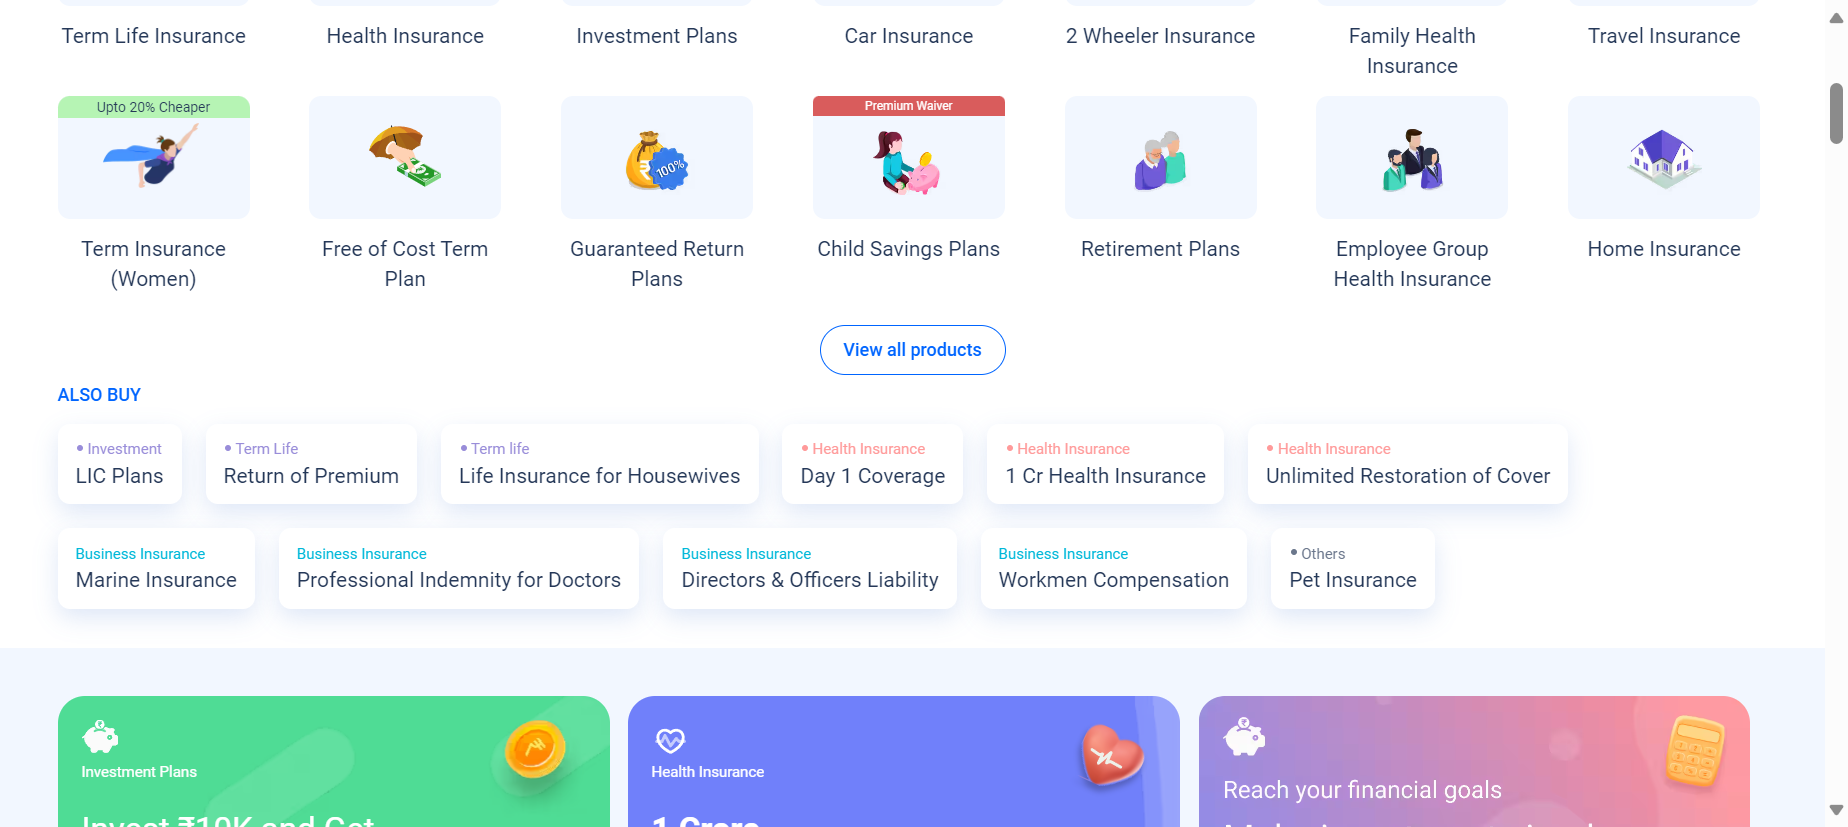 Term Life Insurance
Health Insurance
Investment Plans
Car Insurance
2 Wheeler Insurance
Family Health
Insurance
Travel Insurance
Upto 20% Cheaper
Term Insurance
(Women)
Free of Cost Term
Plan
100%
Guaranteed Return
Plans
Premium Waiver
Child Savings Plans
Retirement Plans
Employee Group
Health Insurance
Home Insurance
View all products
ALSO BUY
• Investment
LIC Plans
• Term Life
Return of Premium
• Term life
Life Insurance for Housewives
• Health Insurance
Day 1 Coverage
• Health Insurance
1 Cr Health Insurance
• Health Insurance
Unlimited Restoration of Cover
Business Insurance
Marine Insurance
Business Insurance
Professional Indemnity for Doctors
Business Insurance
Directors & Officers Liability
Business Insurance
Workmen Compensation
• Others
Pet Insurance
Investment Plans
Invest ₹10K and Get
Health Insurance
1 Crore
Reach your financial goals